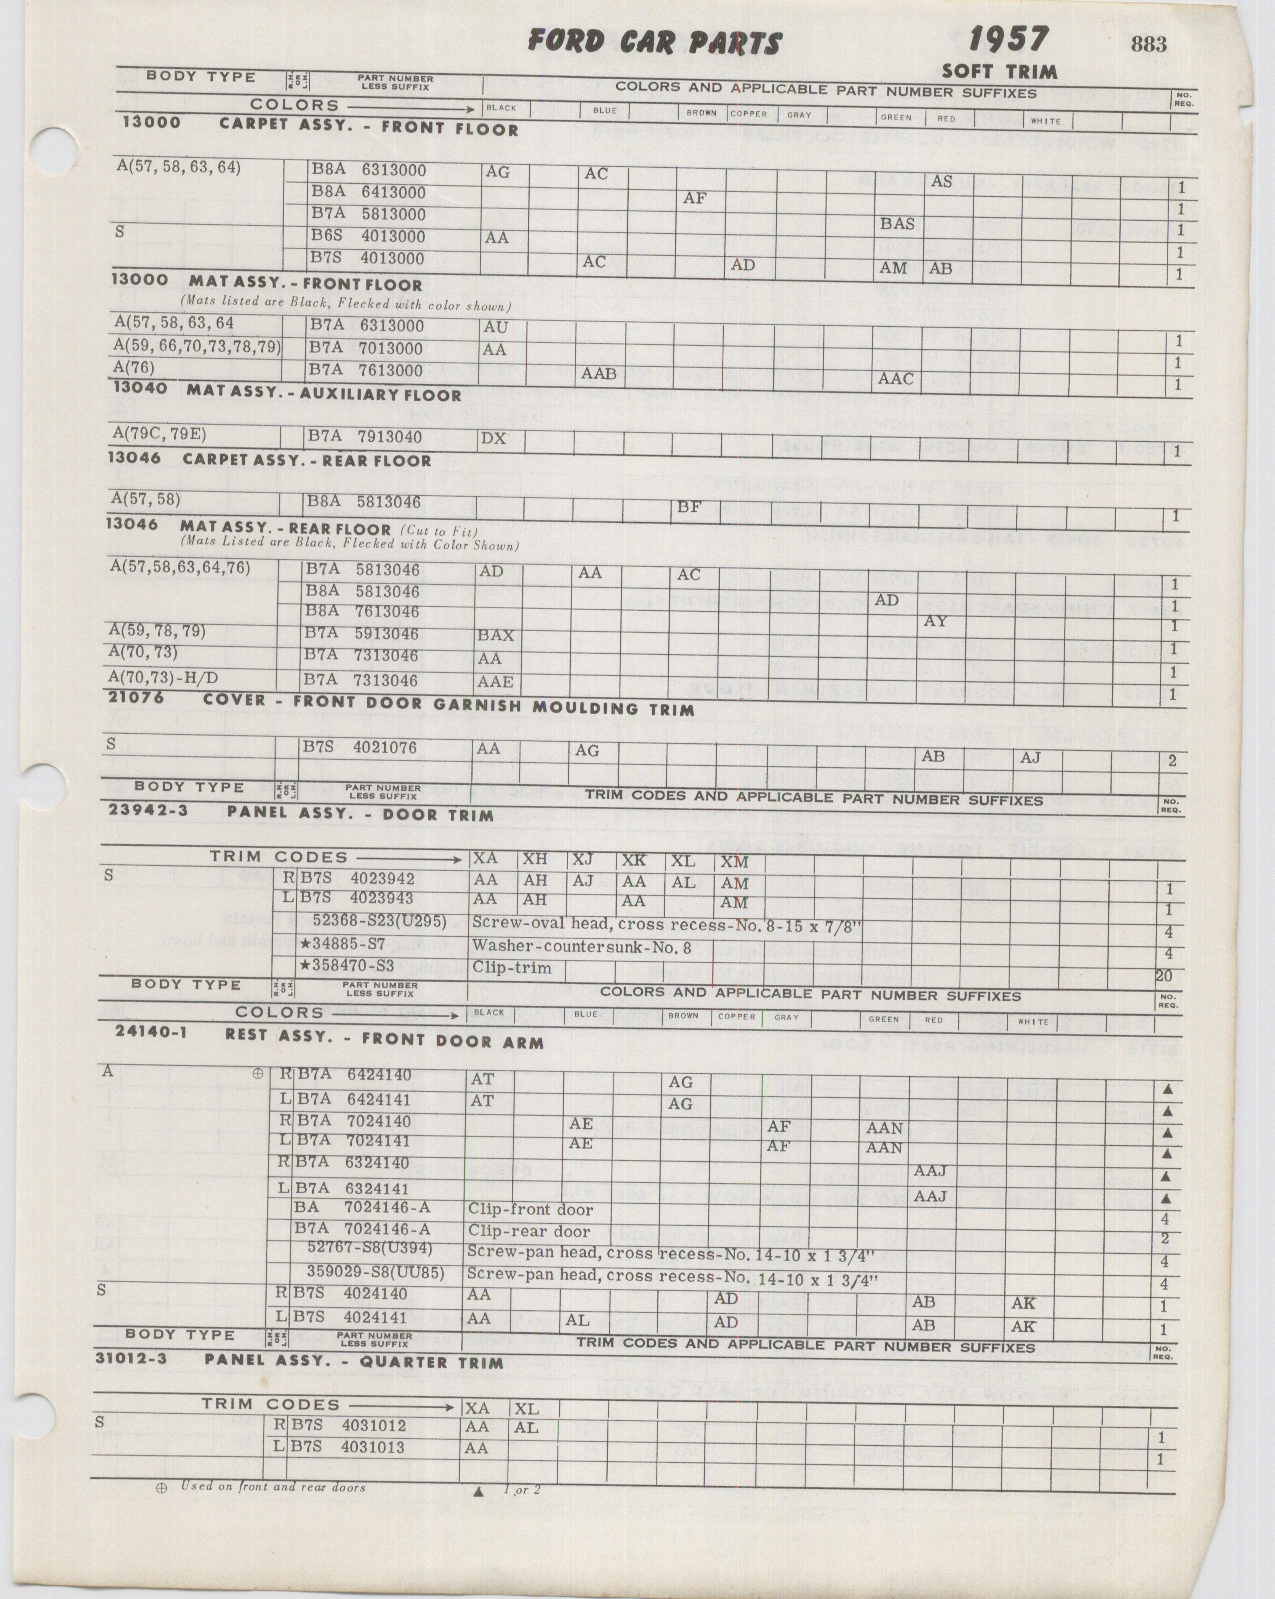 FORD CAR PARTS 1957 883
SOFT TRIM
BODY TYPE R.H. OR L.H. PART NUMBER LESS SUFFIX COLORS AND APPLICABLE PART NUMBER SUFFIXES NO. REQ.
COLORS BLACK BLUE BROWN COPPER GRAY GREEN RED WHITE
13000 CARPET ASSY. - FRONT FLOOR
A(57, 58, 63, 64) B8A 6313000 AG AC AS 1
B8A 6413000 AF 1
B7A 5813000 BAS 1
S B6S 4013000 AA 1
B7S 4013000 AC AD AM AB 1
13000 MAT ASSY. - FRONT FLOOR
(Mats listed are Black, Flecked with color shown)
A(57, 58, 63, 64 B7A 6313000 AU 1
A(59, 66,70,73,78,79) B7A 7013000 AA 1
A(76) B7A 7613000 AAB AAC 1
13040 MAT ASSY. - AUXILIARY FLOOR
A(79C, 79E) B7A 7913040 DX 1
13046 CARPET ASSY. - REAR FLOOR
A(57, 58) B8A 5813046 BF 1
13046 MAT ASSY. - REAR FLOOR (Cut to Fit)
(Mats Listed are Black, Flecked with Color Shown)
A(57,58,63,64,76) B7A 5813046 AD AA AC 1
B8A 5813046 AD 1
B8A 7613046 AY 1
A(59, 78, 79) B7A 5913046 BAX 1
A(70, 73) B7A 7313046 AA 1
A(70,73)-H/D B7A 7313046 AAE 1
21076 COVER - FRONT DOOR GARNISH MOULDING TRIM
S B7S 4021076 AA AG AB AJ 2
BODY TYPE R.H. OR L.H. PART NUMBER LESS SUFFIX TRIM CODES AND APPLICABLE PART NUMBER SUFFIXES NO. REQ.
23942-3 PANEL ASSY. - DOOR TRIM
TRIM CODES XA XH XJ XK XL XM
S R B7S 4023942 AA AH AJ AA AL AM 1
L B7S 4023943 AA AH AA AM 1
52368-S23(U295) Screw-oval head, cross recess-No. 8-15 x 7/8" 4
★34885-S7 Washer-countersunk-No. 8 4
★358470-S3 Clip-trim 20
BODY TYPE R.H. OR L.H. PART NUMBER LESS SUFFIX COLORS AND APPLICABLE PART NUMBER SUFFIXES NO. REQ.
COLORS BLACK BLUE BROWN COPPER GRAY GREEN RED WHITE
24140-1 REST ASSY. - FRONT DOOR ARM
A ⊕ R B7A 6424140 AT AG ▲
L B7A 6424141 AT AG ▲
R B7A 7024140 AE AF AAN ▲
L B7A 7024141 AE AF AAN ▲
R B7A 6324140 AAJ ▲
L B7A 6324141 AAJ ▲
BA 7024146-A Clip-front door 4
B7A 7024146-A Clip-rear door 2
52767-S8(U394) Screw-pan head, cross recess-No. 14-10 x 1 3/4" 4
359029-S8(UU85) Screw-pan head, cross recess-No. 14-10 x 1 3/4" 4
S R B7S 4024140 AA AD AB AK 1
L B7S 4024141 AA AL AD AB AK 1
BODY TYPE R.H. OR L.H. PART NUMBER LESS SUFFIX TRIM CODES AND APPLICABLE PART NUMBER SUFFIXES NO. REQ.
31012-3 PANEL ASSY. - QUARTER TRIM
TRIM CODES XA XL
S R B7S 4031012 AA AL 1
L B7S 4031013 AA 1
⊕ Used on front and rear doors ▲ 1 or 2